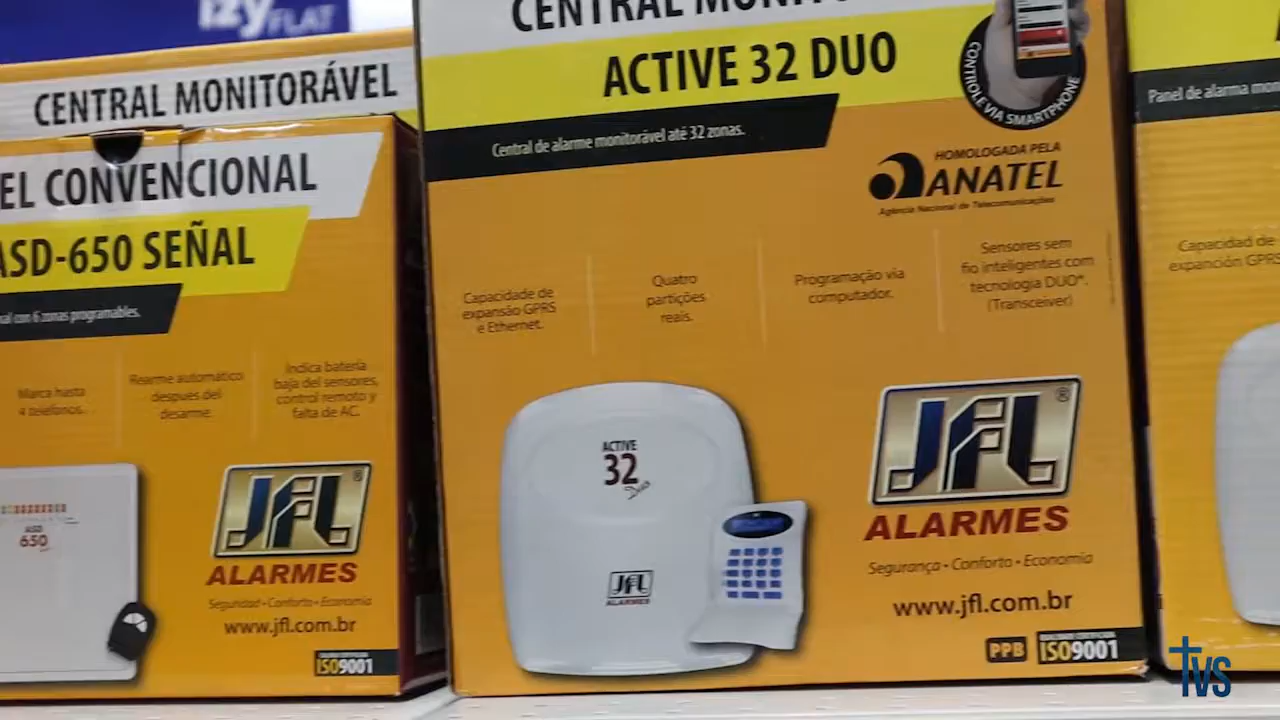 izy FLAT
CENTRAL MONITORÁVEL
EL CONVENCIONAL
ASD-650 SEÑAL
con 6 zonas programables.
Marca hasta
4 teléfonos.
Rearme automático
despues del
desarme.
Indica batería
baja del sensores,
control remoto y
falta de AC.
ASD
650
JFL®
ALARMES
Seguridad • Conforto • Economia
www.jfl.com.br
ISO9001
ACTIVE 32 DUO
Central de alarme monitorável até 32 zonas.
CONTROLE VIA SMARTPHONE
HOMOLOGADA PELA
ANATEL
Agência Nacional de Telecomunicações
Capacidade de
expansão GPRS
e Ethernet.
Quatro
partições
reais.
Programação via
computador.
Sensores sem
fio inteligentes com
tecnologia DUO*.
(Transceiver)
ACTIVE
32
Duo
JFL
ALARMES
JFL®
ALARMES
Segurança • Conforto • Economia
www.jfl.com.br
PPB
ISO9001
Panel de alarma
Capacidad de
expansión GPRS
tvs